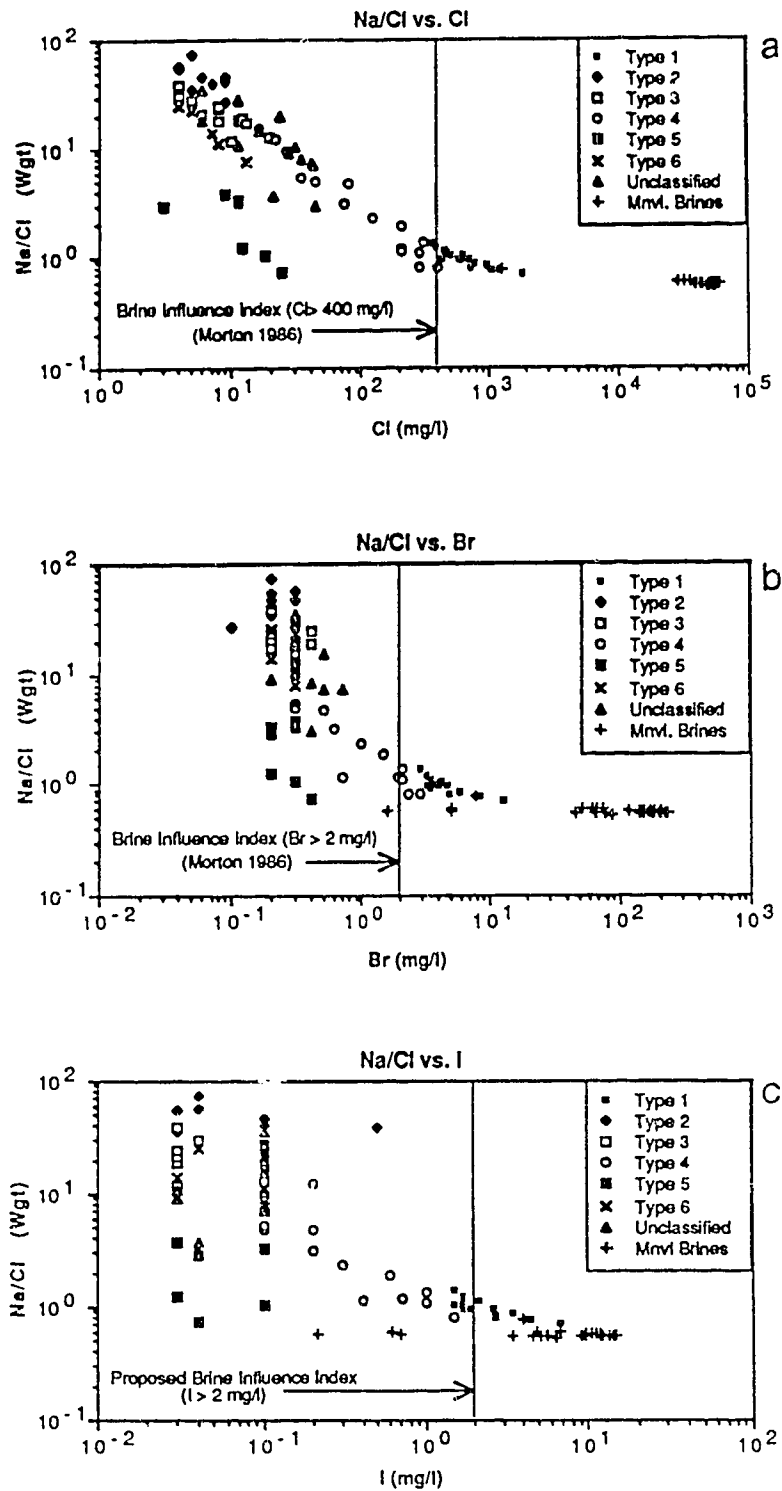 Na/Cl vs. Cl
a
Na/Cl (Wgt)
10^2
10^1
10^0
10^-1
Type 1
Type 2
Type 3
Type 4
Type 5
Type 6
Unclassified
Mnvl. Brines
Brine Influence Index (Cl> 400 mg/l)
(Morton 1986)
10^0 10^1 10^2 10^3 10^4 10^5
Cl (mg/l)
Na/Cl vs. Br
b
Na/Cl (Wgt)
10^2
10^1
10^0
10^-1
Type 1
Type 2
Type 3
Type 4
Type 5
Type 6
Unclassified
Mnvl. Brines
Brine Influence Index (Br > 2 mg/l)
(Morton 1986)
10^-2 10^-1 10^0 10^1 10^2 10^3
Br (mg/l)
Na/Cl vs. I
c
Na/Cl (Wgt)
10^2
10^1
10^0
10^-1
Type 1
Type 2
Type 3
Type 4
Type 5
Type 6
Unclassified
Mnvl Brines
Proposed Brine Influence Index
(I > 2 mg/l)
10^-2 10^-1 10^0 10^1 10^2
I (mg/l)